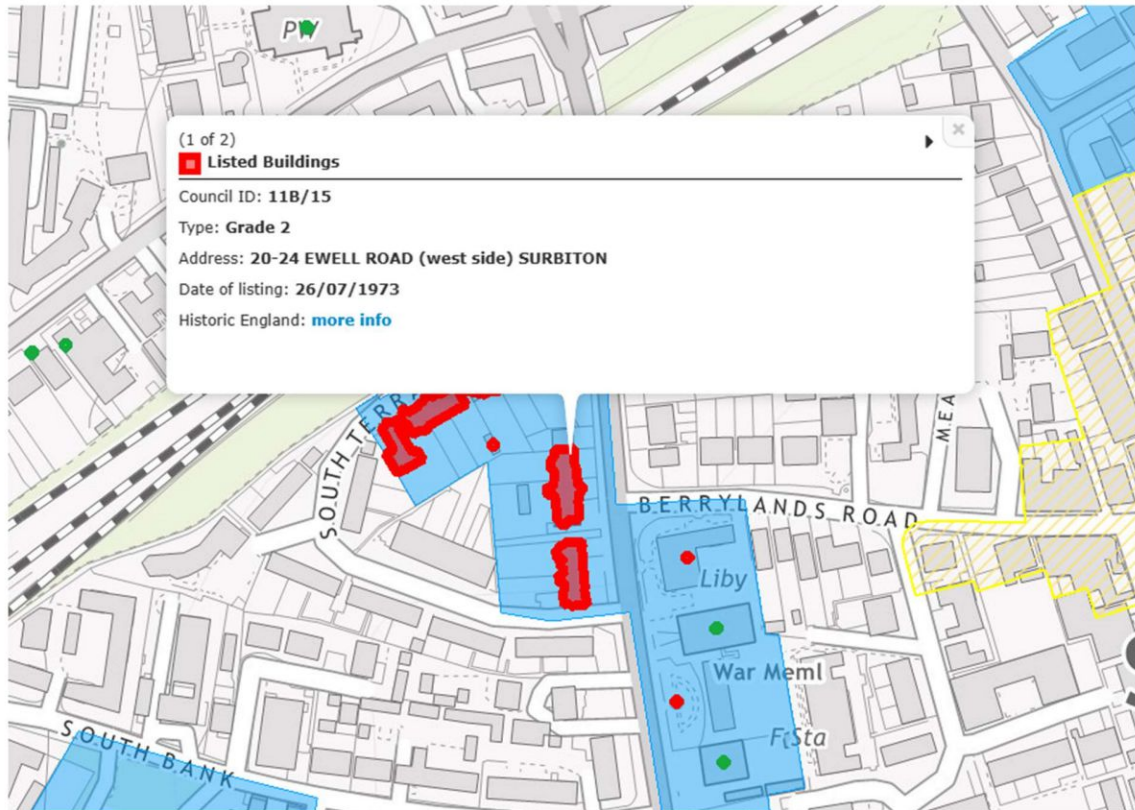 PW
(1 of 2)
Listed Buildings
Council ID: 11B/15
Type: Grade 2
Address: 20-24 EWELL ROAD (west side) SURBITON
Date of listing: 26/07/1973
Historic England: more info
SOUTH TERRA
MEA
BERRYLANDS ROAD
Liby
War Meml
F Sta
SOUTH BANK